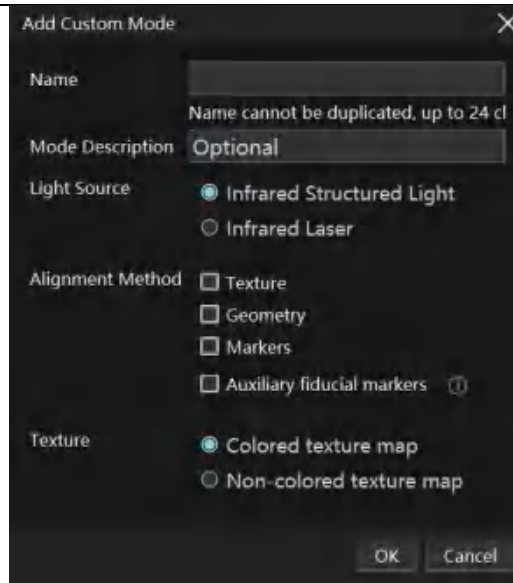 Add Custom Mode
Name
Name cannot be duplicated, up to 24 cl
Mode Description Optional
Light Source
Infrared Structured Light
Infrared Laser
Alignment Method
Texture
Geometry
Markers
Auxiliary fiducial markers
Texture
Colored texture map
Non-colored texture map
OK Cancel